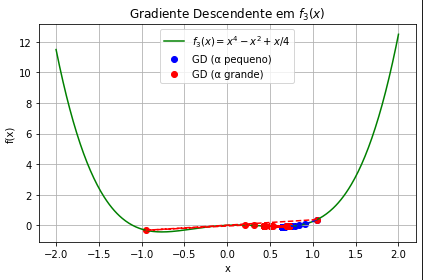 Gradiente Descendente em f₃(x)
f₃(x) = x⁴ − x² + x/4
GD (α pequeno)
GD (α grande)
f(x)
12
10
8
6
4
2
0
−2.0 −1.5 −1.0 −0.5 0.0 0.5 1.0 1.5 2.0
x